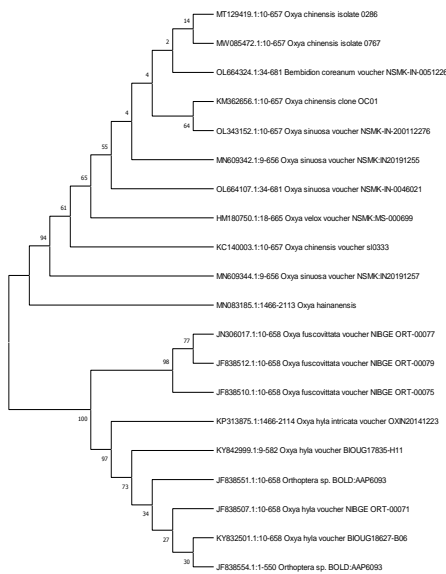 MT129419.1:10-657 Oxya chinensis isolate 0286
14
MW085472.1:10-657 Oxya chinensis isolate 0767
2
OL664324.1:34-681 Bembidion coreanum voucher NSMK-IN-0051226
4
KM362656.1:10-657 Oxya chinensis clone OC01
64
OL343152.1:10-657 Oxya sinuosa voucher NSMK-IN-200112276
4
MN609342.1:9-656 Oxya sinuosa voucher NSMK:IN20191255
55
OL664107.1:34-681 Oxya sinuosa voucher NSMK-IN-0046021
65
HM180750.1:18-665 Oxya velox voucher NSMK:MS-000699
61
KC140003.1:10-657 Oxya chinensis voucher sl0333
94
MN609344.1:9-656 Oxya sinuosa voucher NSMK:IN20191257
MN083185.1:1466-2113 Oxya hainanensis
JN306017.1:10-658 Oxya fuscovittata voucher NIBGE ORT-00077
77
JF838512.1:10-658 Oxya fuscovittata voucher NIBGE ORT-00079
98
JF838510.1:10-658 Oxya fuscovittata voucher NIBGE ORT-00075
100
KP313875.1:1466-2114 Oxya hyla intricata voucher OXIN20141223
97
KY842999.1:9-582 Oxya hyla voucher BIOUG17835-H11
73
JF838551.1:10-658 Orthoptera sp. BOLD:AAP6093
34
JF838507.1:10-658 Oxya hyla voucher NIBGE ORT-00071
27
KY832501.1:10-658 Oxya hyla voucher BIOUG18627-B06
30
JF838554.1:1-550 Orthoptera sp. BOLD:AAP6093